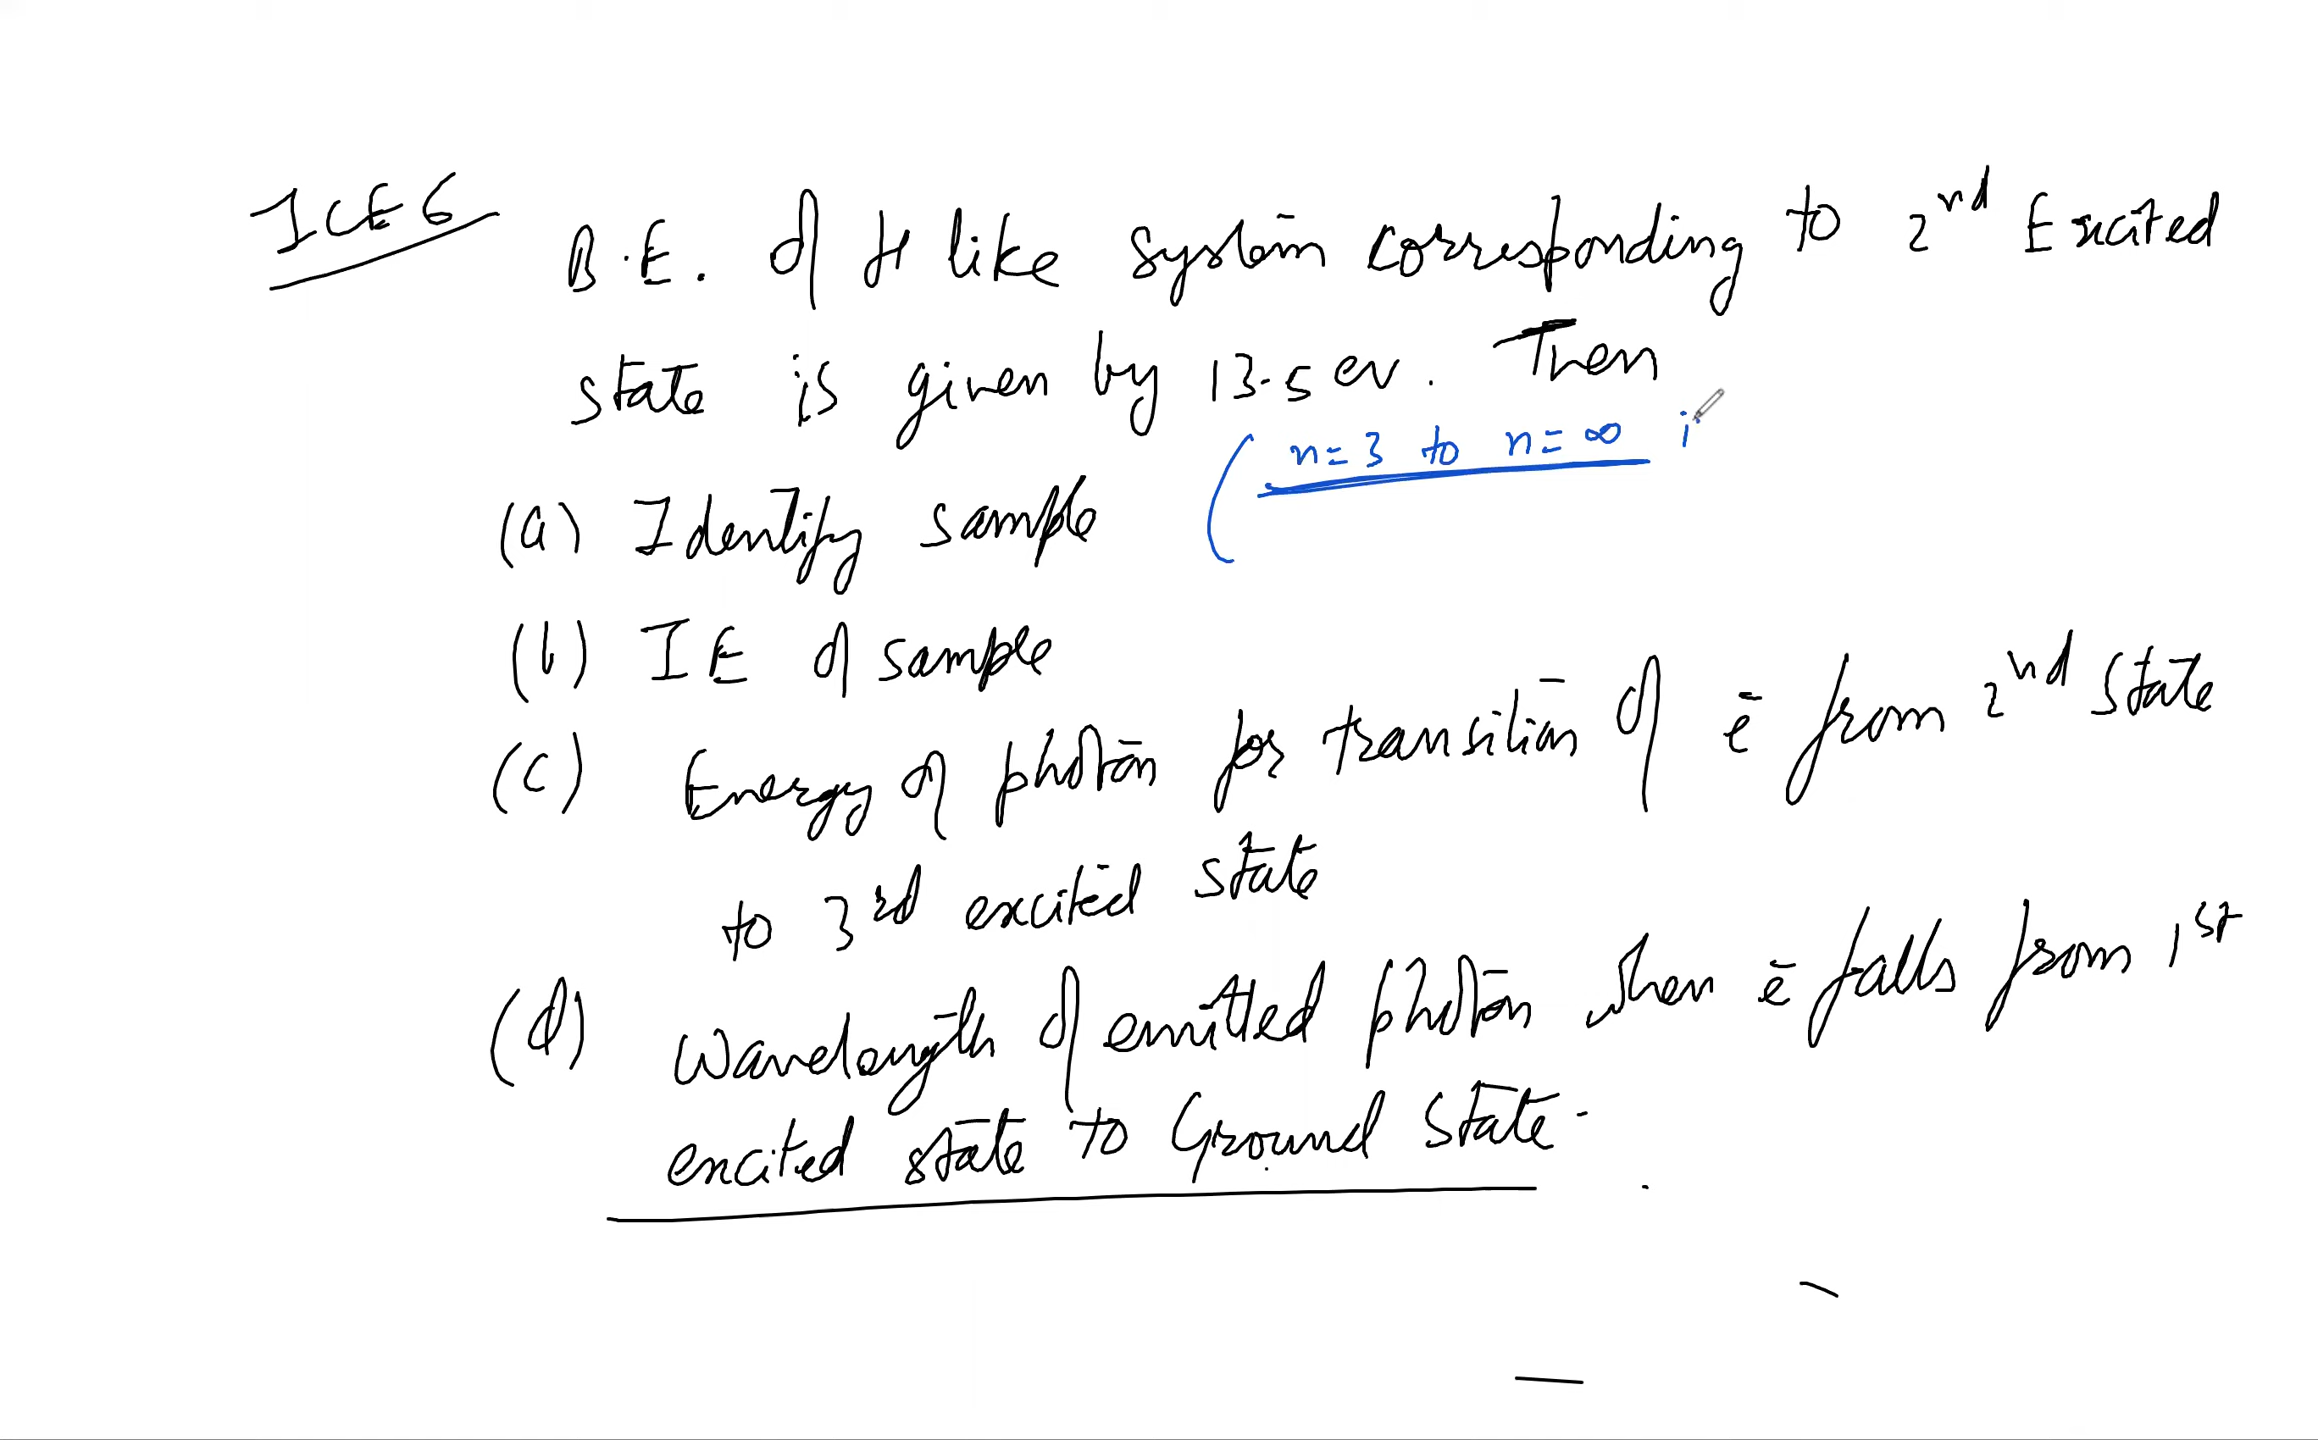 ICE 6
B.E. of H like system corresponding to 2nd Excited
state is given by 13.5 ev. Then
(n=3 to n=∞ i
(a) Identify sample
(b) IE of sample
(c) Energy of photon for transition of ē from 2nd state
to 3rd excited state
(d) wavelength of emitted photon when ē falls from 1st
excited state to Ground state.